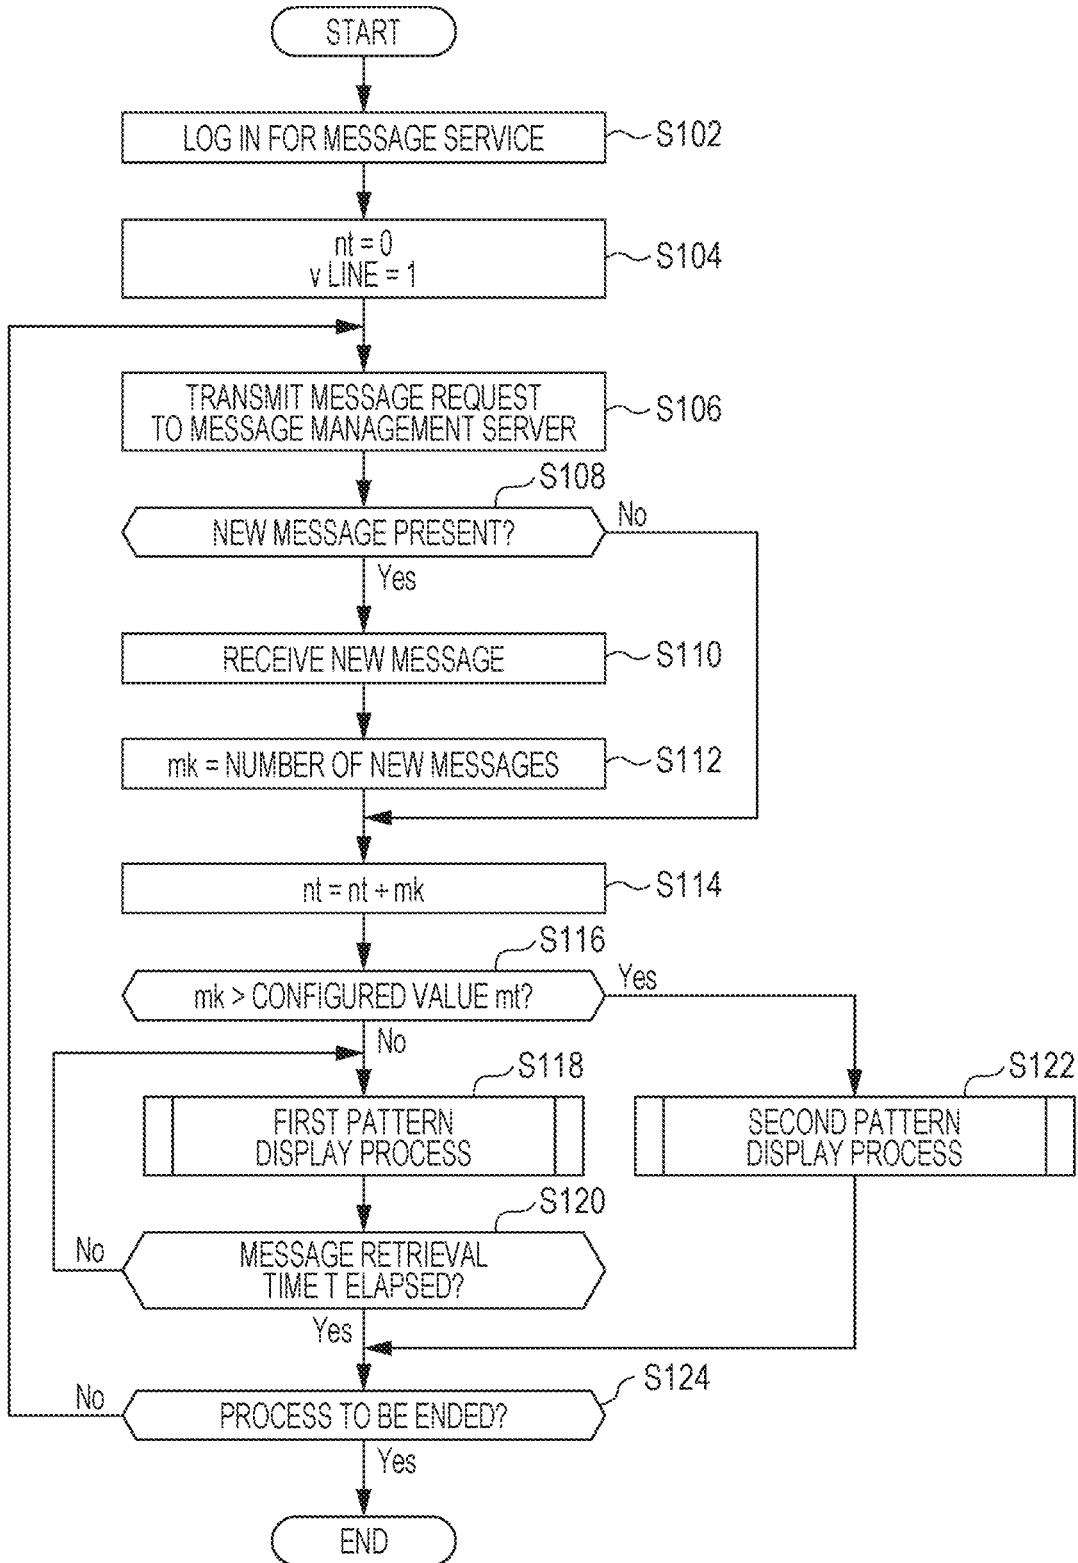 START
LOG IN FOR MESSAGE SERVICE
S102
nt = 0
v LINE = 1
S104
TRANSMIT MESSAGE REQUEST
TO MESSAGE MANAGEMENT SERVER
S106
S108
NEW MESSAGE PRESENT?
No
Yes
RECEIVE NEW MESSAGE
S110
mk = NUMBER OF NEW MESSAGES
S112
nt = nt + mk
S114
S116
mk > CONFIGURED VALUE mt?
Yes
No
S118
FIRST PATTERN
DISPLAY PROCESS
S122
SECOND PATTERN
DISPLAY PROCESS
S120
MESSAGE RETRIEVAL
TIME T ELAPSED?
No
Yes
S124
PROCESS TO BE ENDED?
No
Yes
END